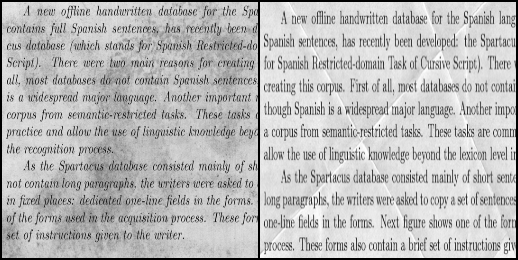 A new offline handwritten database for the Spa
contains full Spanish sentences, has recently been d
cus database (which stands for Spanish Restricted-do
Script). There were two main reasons for creating
all, most databases do not contain Spanish sentences
is a widespread major language. Another important r
corpus from semantic-restricted tasks. These tasks a
practice and allow the use of linguistic knowledge beyo
the recognition process.
As the Spartacus database consisted mainly of sh
not contain long paragraphs, the writers were asked to
in fixed places: dedicated one-line fields in the forms.
of the forms used in the acquisition process. These for
set of instructions given to the writer.
A new offline handwritten database for the Spanish lang
Spanish sentences, has recently been developed: the Spartacu
for Spanish Restricted-domain Task of Cursive Script). There
creating this corpus. First of all, most databases do not contai
though Spanish is a widespread major language. Another impo
a corpus from semantic-restricted tasks. These tasks are comm
allow the use of linguistic knowledge beyond the lexicon level in
As the Spartacus database consisted mainly of short sente
long paragraphs, the writers were asked to copy a set of sentences
one-line fields in the forms. Next figure shows one of the form
process. These forms also contain a brief set of instructions giv